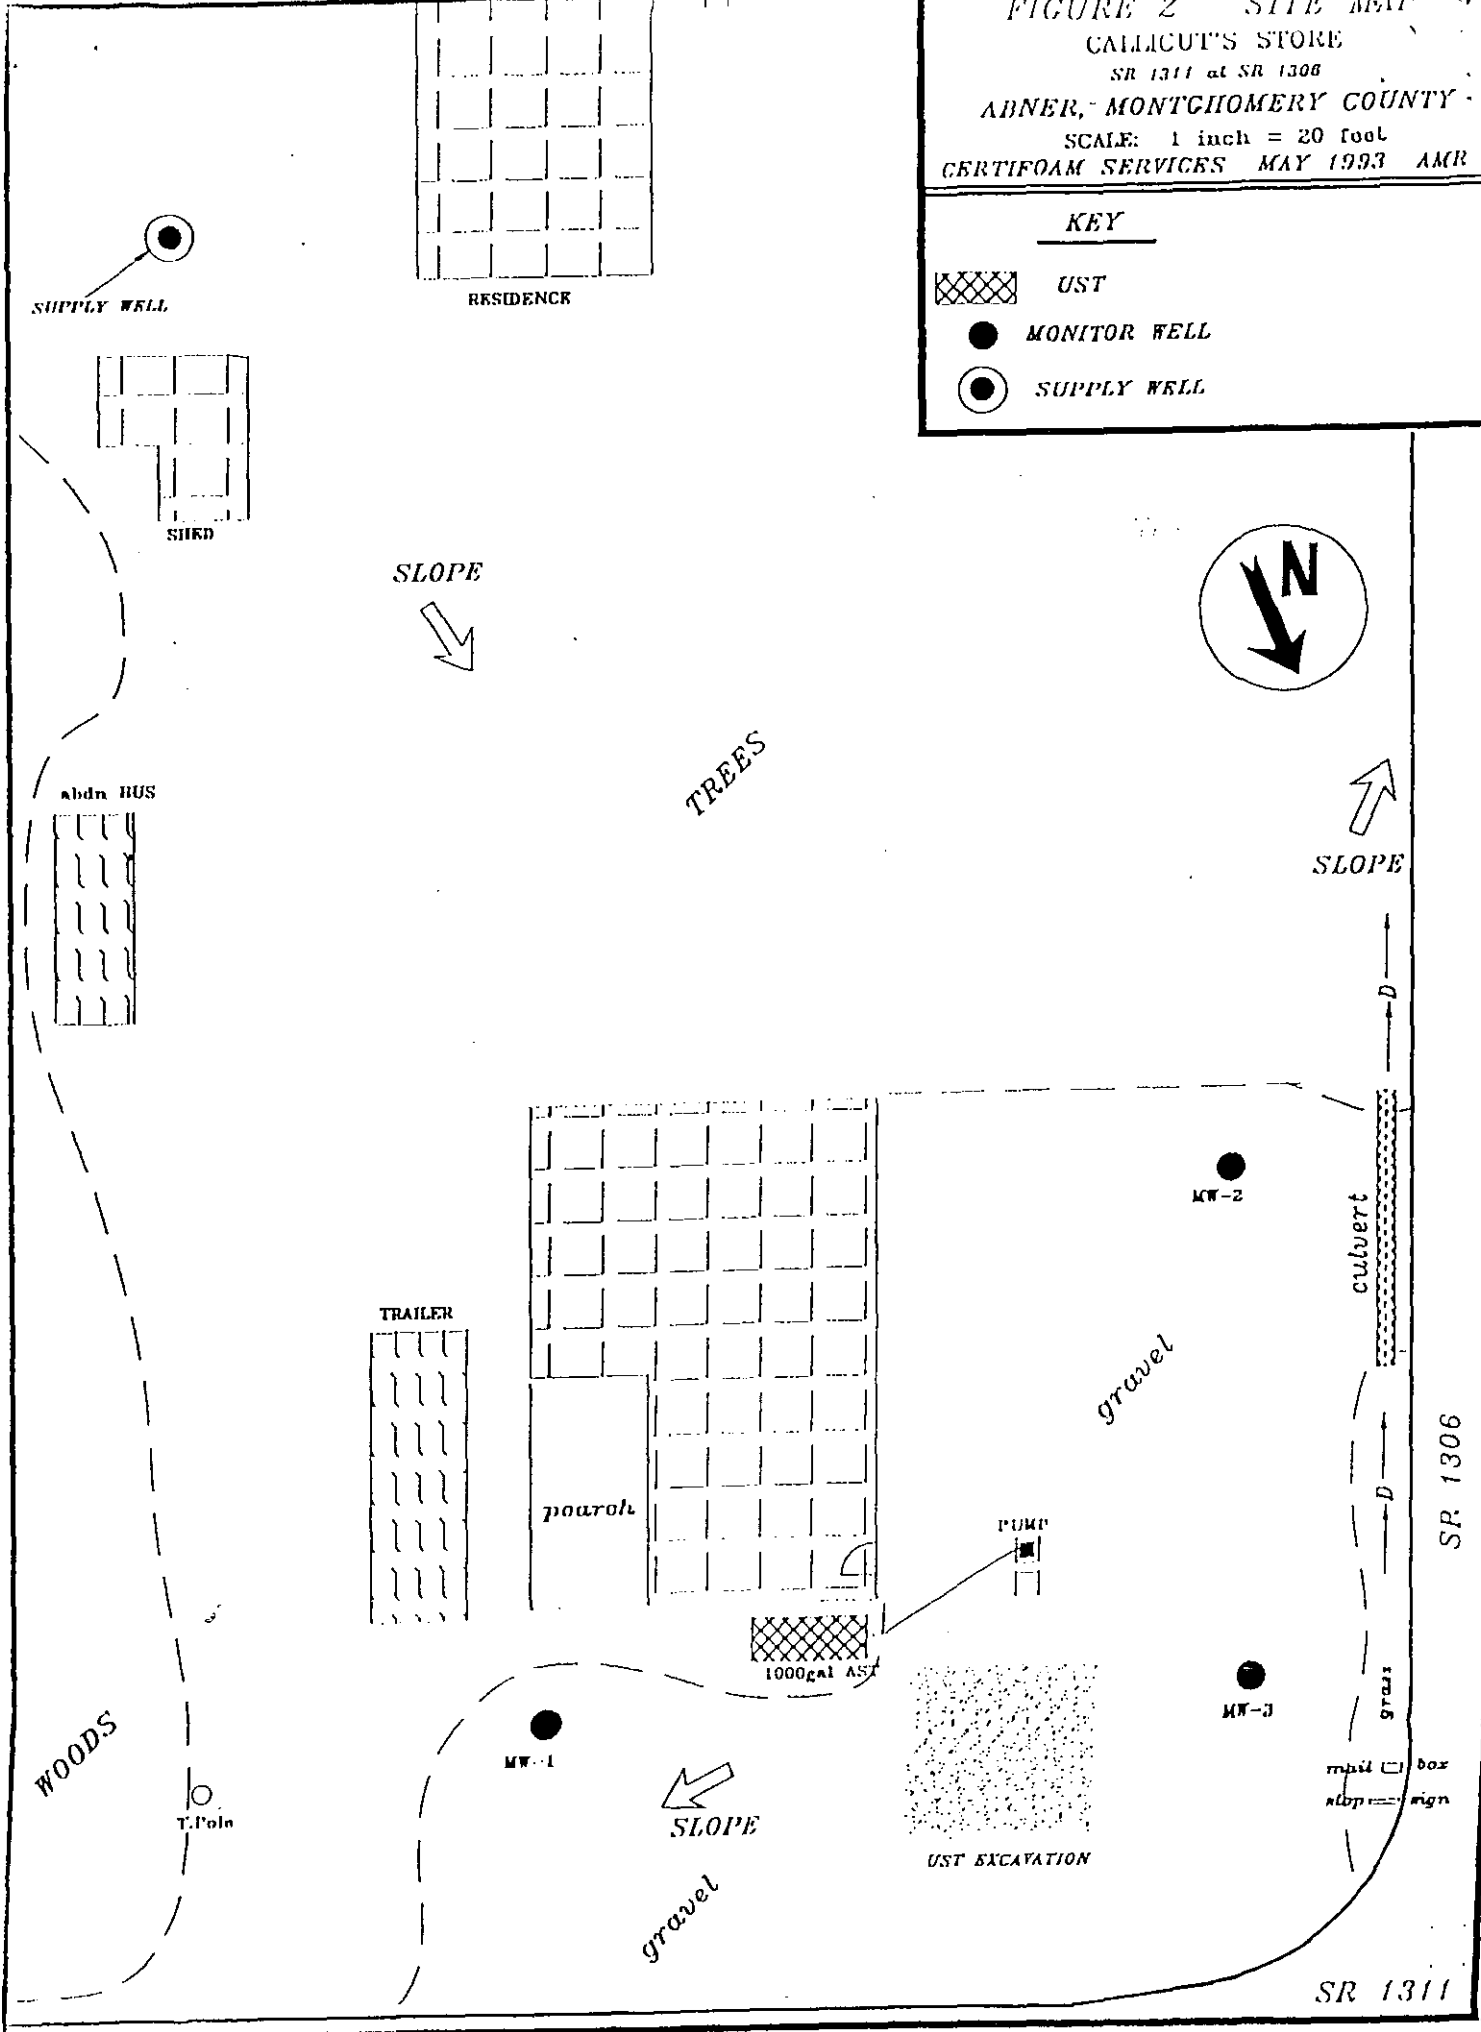 FIGURE 2 SITE MAP
CALLICUT'S STORE
SR 1311 at SR 1306
ABNER, MONTGHOMERY COUNTY
SCALE: 1 inch = 20 foot
CERTIFOAM SERVICES MAY 1993 AMR
KEY
UST
MONITOR WELL
SUPPLY WELL
SUPPLY WELL
RESIDENCE
SHED
SLOPE
N
TREES
abdn BUS
SLOPE
D
MW-2
culvert
TRAILER
gravel
SR 1306
pouroh
PUMP
D
1000gal AST
grass
MW-3
MW-1
WOODS
mail box
stop sign
T.Pole
SLOPE
UST EXCAVATION
gravel
SR 1311